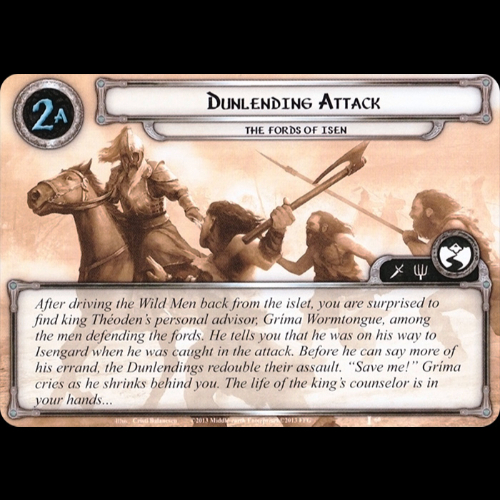 2A
DUNLENDING ATTACK
THE FORDS OF ISEN
After driving the Wild Men back from the islet, you are surprised to
find king Théoden's personal advisor, Gríma Wormtongue, among
the men defending the fords. He tells you that he was on his way to
Isengard when he was caught in the attack. Before he can say more of
his errand, the Dunlendings redouble their assault. "Save me!" Gríma
cries as he shrinks behind you. The life of the king's counselor is in
your hands...
©2013 ©2013 FFG